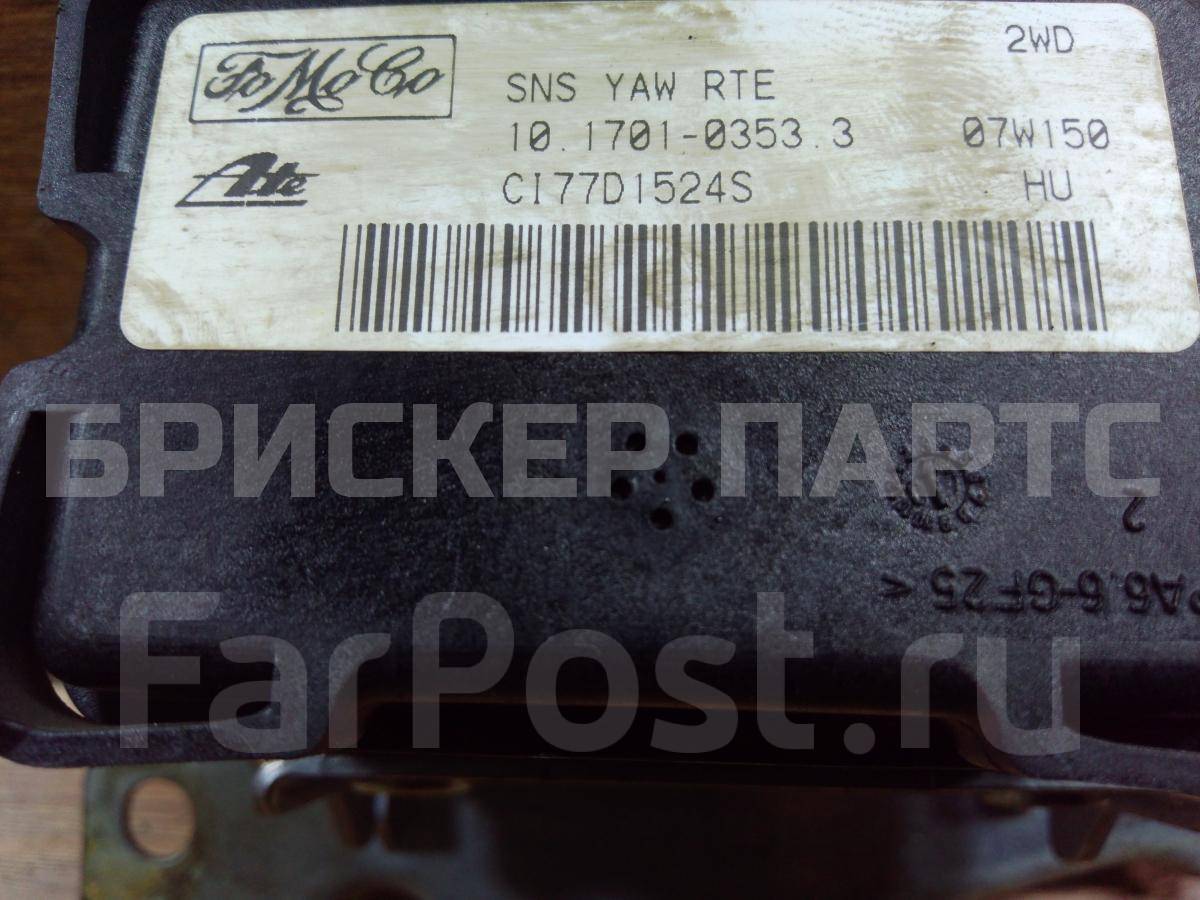 FoMoCo
2WD
SNS YAW RTE
10.1701-0353.3 07W150
Ate
CI77D1524S HU
БРИСКЕР ПАРТС
2
PA6.6-GF25 <
FarPost.ru